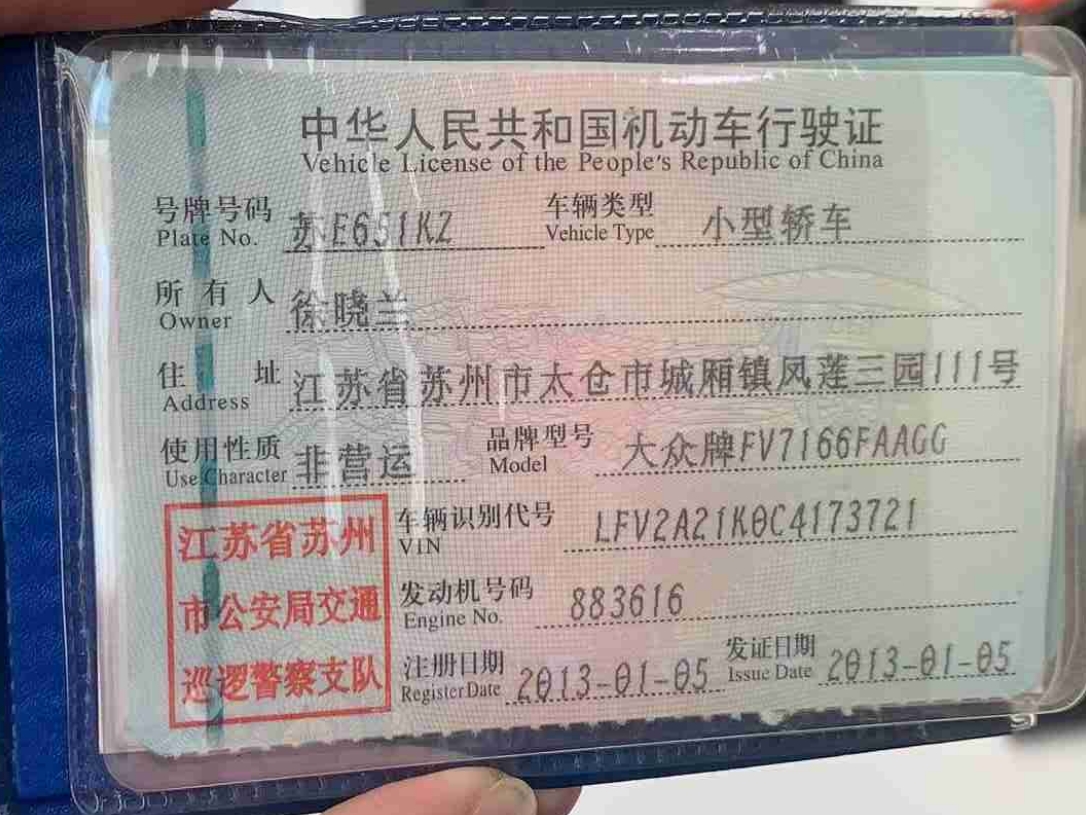 中华人民共和国机动车行驶证
Vehicle License of the People's Republic of China
号牌号码 苏E651KZ 车辆类型 小型轿车
Plate No. Vehicle Type
所有人 徐晓兰
Owner
住址 江苏省苏州市太仓市城厢镇凤莲三园111号
Address
使用性质 非营运 品牌型号 大众牌FV7166FAAGG
Use Character Model
江苏省苏州 车辆识别代号 LFV2A21K0C4173721
VIN
市公安局交通 发动机号码 883616
Engine No.
巡逻警察支队 注册日期 2013-01-05 发证日期 2013-01-05
Register Date Issue Date